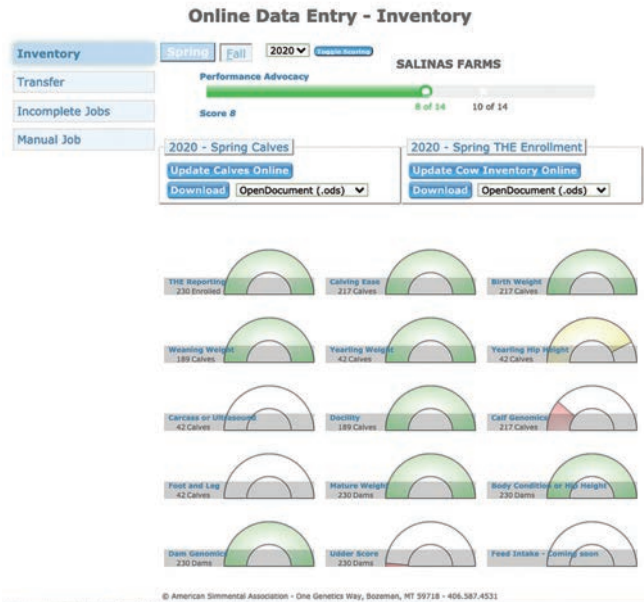 Online Data Entry - Inventory
Inventory
Transfer
Incomplete Jobs
Manual Job
Spring Fall 2020 Toggle Scoring
SALINAS FARMS
Performance Advocacy
8 of 14 10 of 14
Score 8
2020 - Spring Calves
Update Calves Online
Download OpenDocument (.ods)
2020 - Spring THE Enrollment
Update Cow Inventory Online
Download OpenDocument (.ods)
THE Reporting
230 Enrolled
Calving Ease
217 Calves
Birth Weight
217 Calves
Weaning Weight
189 Calves
Yearling Weight
42 Calves
Yearling Hip Height
42 Calves
Carcass or Ultrasound
42 Calves
Docility
189 Calves
Calf Genomics
217 Calves
Foot and Leg
42 Calves
Mature Weight
230 Dams
Body Condition or Hip Height
230 Dams
Dam Genomics
230 Dams
Udder Score
230 Dams
Feed Intake - Coming soon
© American Simmental Association - One Genetics Way, Bozeman, MT 59718 - 406.587.4531